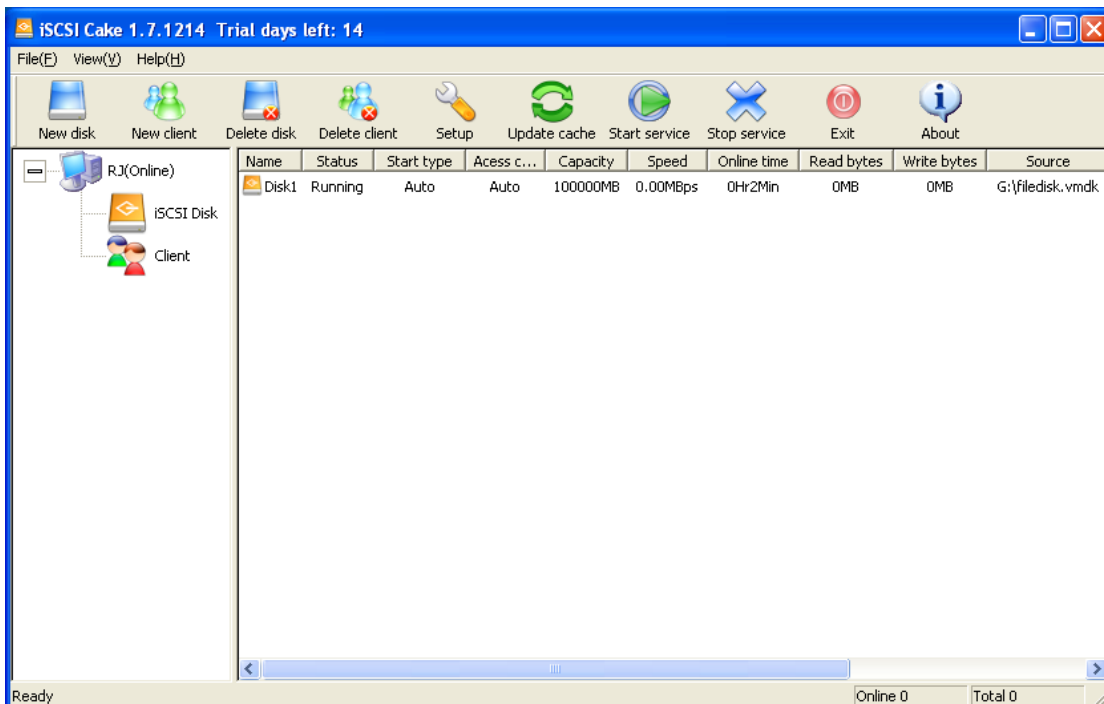 iSCSI Cake 1.7.1214 Trial days left: 14
File(F) View(V) Help(H)
New disk New client Delete disk Delete client Setup Update cache Start service Stop service Exit About
RJ(Online)
iSCSI Disk
Client
Name Status Start type Acess c... Capacity Speed Online time Read bytes Write bytes Source
Disk1 Running Auto Auto 100000MB 0.00MBps 0Hr2Min 0MB 0MB G:\filedisk.vmdk
Ready Online 0 Total 0